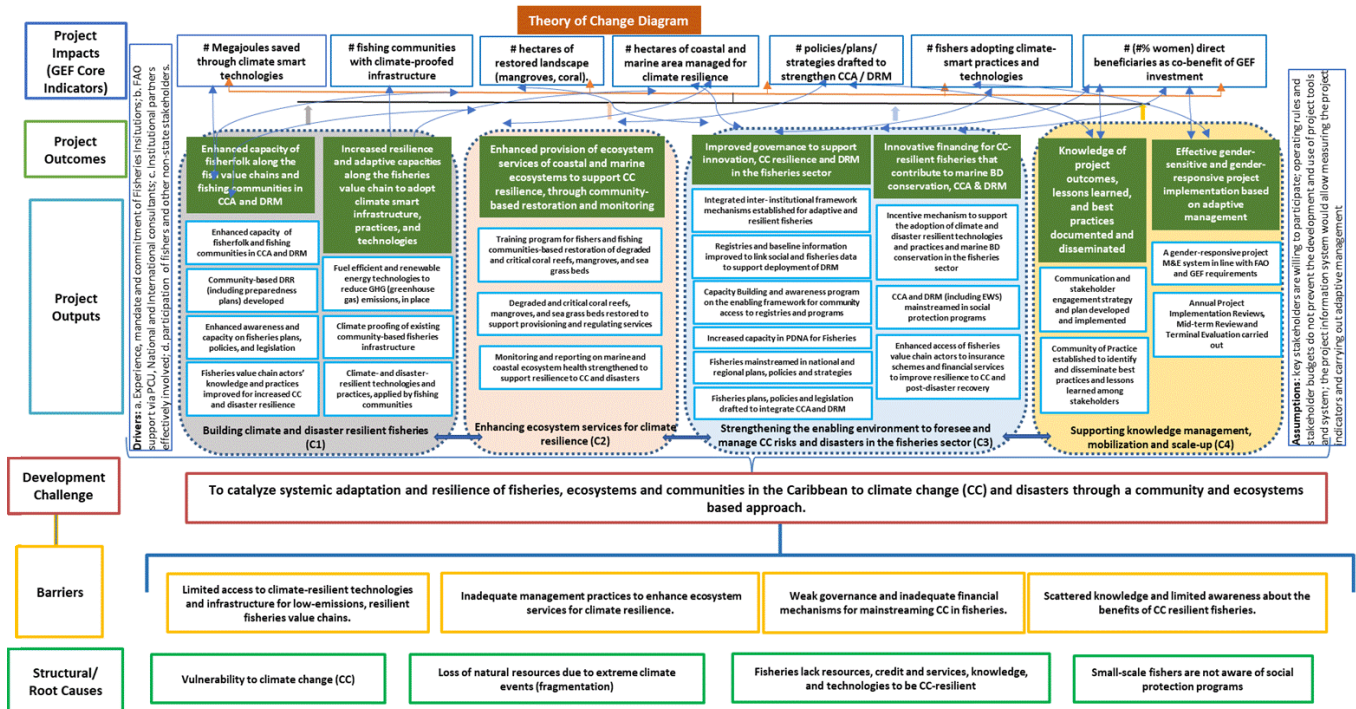 Theory of Change Diagram
Project
Impacts
(GEF Core
Indicators)
# Megajoules saved
through climate smart
technologies
# fishing communities
with climate-proofed
infrastructure
# hectares of
restored landscape
(mangroves, coral).
# hectares of coastal and
marine area managed for
climate resilience
# policies/plans/
strategies drafted to
strengthen CCA / DRM
# fishers adopting climate-
smart practices and
technologies
# (#% women) direct
beneficiaries as co-benefit of GEF
investment
Drivers: a. Experience, mandate and commitment of Fisheries Institutions; b. FAO
support via PCU, National and International consultants; c. institutional partners
effectively involved; d. participation of fishers and other non-state stakeholders.
Project
Outcomes
Enhanced capacity of
fisherfolk along the
fish value chains and
fishing communities in
CCA and DRM
Increased resilience
and adaptive capacities
along the fisheries
value chain to adopt
climate smart
infrastructure,
practices, and
technologies
Enhanced provision of ecosystem
services of coastal and marine
ecosystems to support CC
resilience, through community-
based restoration and monitoring
Improved governance to support
innovation, CC resilience and DRM
in the fisheries sector
Innovative financing for CC-
resilient fisheries that
contribute to marine BD
conservation, CCA & DRM
Knowledge of
project outcomes,
lessons learned,
and best practices
documented and
disseminated
Effective gender-
sensitive and gender-
responsive project
implementation based
on adaptive
management
Project
Outputs
Enhanced capacity of
fisferfolk and fishing
communities in CCA and DRM
Community-based DRR
(including preparedness
plans) developed
Enhanced awareness and
capacity on fisheries plans,
policies, and legislation
Fisheries value chain actors'
knowledge and practices
improved for increased CC
and disaster resilience
Fuel efficient and renewable
energy technologies to
reduce GHG (greenhouse
gas) emissions, in place
Climate proofing of existing
community-based fisheries
infrastructure
Climate- and disaster-
resilient technologies and
practices, applied by fishing
communities
Building climate and disaster resilient fisheries
(C1)
Training program for fishers and fishing
communities-based restoration of degraded
and critical coral reefs, mangroves, and sea
grass beds
Degraded and critical coral reefs,
mangroves, and sea grass beds restored to
support provisioning and regulating services
Monitoring and reporting on marine and
coastal ecosystem health strengthened to
support resilience to CC and disasters
Enhancing ecosystem services for climate
resilience (C2)
Integrated inter- institutional framework
mechanisms established for adaptive and
resilient fisheries
Registries and baseline information
improved to link social and fisheries data
to support deployment of DRM
Capacity Building and awareness program
on the enabling framework for community
access to registries and programs
Increased capacity in PDNA for Fisheries
Fisheries mainstreamed in national and
regional plans, policies and strategies
Fisheries plans, policies and legislation
drafted to integrate CCAand DRM
Incentive mechanism to support
the adoption of climate and
disaster resilient technologies
and practices and marine BD
conservation in the fisheries
sector
CCA and DRM (including EWS)
mainstreamed in social
protection programs
Enhanced access of fisheries
value chain actors to insurance
schemes and financial services
to improve resilience to CC and
post-disaster recovery
Strengthening the enabling environment to foresee and
manage CC risks and disasters in the fisheries sector (C3)
Communication and
stakeholder
engagement strategy
and plan developed
and implemented
Community of Practice
established to identify
and disseminate best
practices and lessons
learned among
stakeholders
A gender-responsive project
M&E system in line with FAO
and GEF requirements
Annual Project
Implementation Reviews,
Mid-term Review and
Terminal Evaluation carried
out
Supporting knowledge management,
mobilization and scale-up (C4)
Assumptions: key stakeholders are willing to participate; operating rules and
stakeholder budgets do not prevent the development and use of project tools
and system; the project information system would allow measuring the project
indicators and carrying out adaptive management
Development
Challenge
To catalyze systemic adaptation and resilience of fisheries, ecosystems and communities in the Caribbean to climate change (CC) and disasters through a community and ecosystems
based approach.
Barriers
Limited access to climate-resilient technologies
and infrastructure for low-emissions, resilient
fisheries value chains.
Inadequate management practices to enhance ecosystem
services for climate resilience.
Weak governance and inadequate financial
mechanisms for mainstreaming CC in fisheries.
Scattered knowledge and limited awareness about the
benefits of CC resilient fisheries.
Structural/
Root Causes
Vulnerability to climate change (CC)
Loss of natural resources due to extreme climate
events (fragmentation)
Fisheries lack resources, credit and services, knowledge,
and technologies to be CC-resilient
Small-scale fishers are not aware of social
protection programs